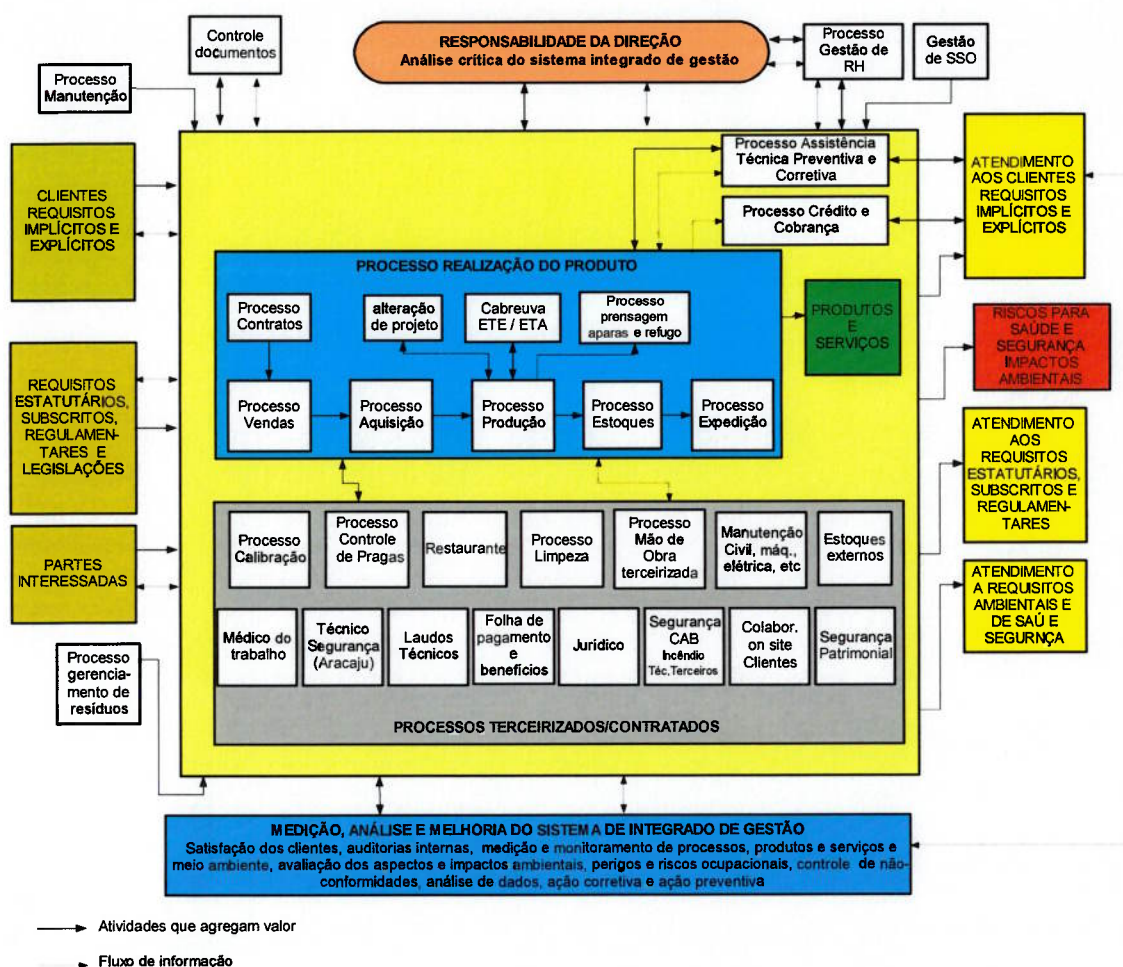 Controle
documentos
RESPONSABILIDADE DA DIREÇÃO
Análise crítica do sistema integrado de gestão
Processo
Gestão de
RH
Gestão
de SSO
Processo
Manutenção
CLIENTES
REQUISITOS
IMPLÍCITOS E
EXPLÍCITOS
Processo Assistência
Técnica Preventiva e
Corretiva
Processo Crédito e
Cobrança
ATENDIMENTO
AOS CLIENTES
REQUISITOS
IMPLÍCITOS E
EXPLÍCITOS
PROCESSO REALIZAÇÃO DO PRODUTO
Processo
Contratos
alteração
de projeto
Cabreuva
ETE / ETA
Processo
prensagem
aparas e refugo
PRODUTOS
E
SERVIÇOS
RISCOS PARA
SAÚDE E
SEGURANÇA
IMPACTOS
AMBIENTAIS
REQUISITOS
ESTATUTÁRIOS,
SUBSCRITOS,
REGULAMEN-
TARES E
LEGISLAÇÕES
Processo
Vendas
Processo
Aquisição
Processo
Produção
Processo
Estoques
Processo
Expedição
ATENDIMENTO
AO
REQUISITOS
ESTATUTÁRIOS,
SUBSCRITOS E
REGULAMEN-
TARES
PARTES
INTERESSADAS
Processo
Calibração
Processo
Controle
de Pragas
Restaurante
Processo
Limpeza
Processo
Mão de
Obra
terceirizada
Manutenção
Civil, máq.,
elétrica, etc
Estoques
externos
ATENDIMENTO
A REQUISITOS
AMBIENTAIS E
DE SAÚ E
SEGURNÇA
Processo
gerencia-
mento de
resíduos
Médico do
trabalho
Técnico
Segurança
(Aracaju)
Laudos
Técnicos
Folha de
pagamento
e
benefícios
Jurídico
Segurança
CAB
Incêndio
Téc,Terceiros
Colabor.
on site
Clientes
Segurança
Patrimonial
PROCESSOS TERCEIRIZADOS/CONTRATADOS
MEDIÇÃO, ANÁLISE E MELHORIA DO SISTEMA DE INTEGRADO DE GESTÃO
Satisfação dos clientes, auditorias internas, medição e monitoramento de processos, produtos e serviços e
meio ambiente, avaliação dos aspectos e impactos ambientais, perigos e riscos ocupacionais, controle de não-
conformidades, análise de dados, ação corretiva e ação preventiva
Atividades que agregam valor
Fluxo de informação